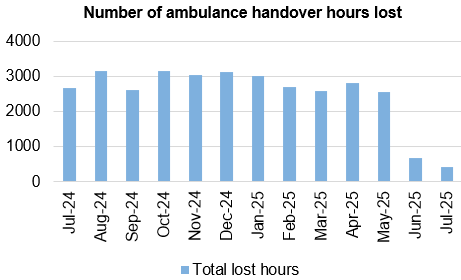 Number of ambulance handover hours lost
4000
3000
2000
1000
0
Jul-24
Aug-24
Sep-24
Oct-24
Nov-24
Dec-24
Jan-25
Feb-25
Mar-25
Apr-25
May-25
Jun-25
Jul-25
Total lost hours